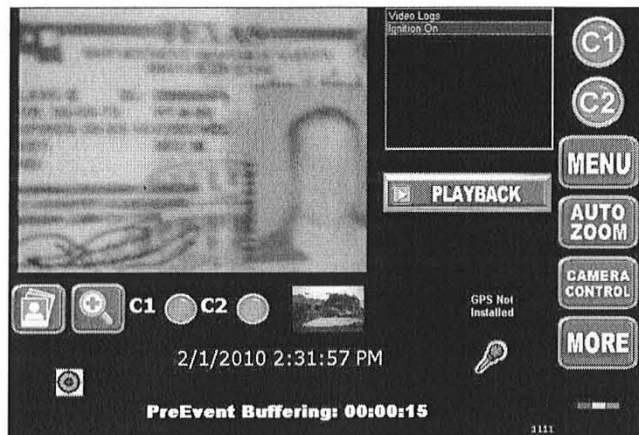 Video Logs
Ignition On
C1
C2
MENU
PLAYBACK
AUTO
ZOOM
CAMERA
CONTROL
C1 C2
GPS Not
Installed
MORE
2/1/2010 2:31:57 PM
PreEvent Buffering: 00:00:15
1111